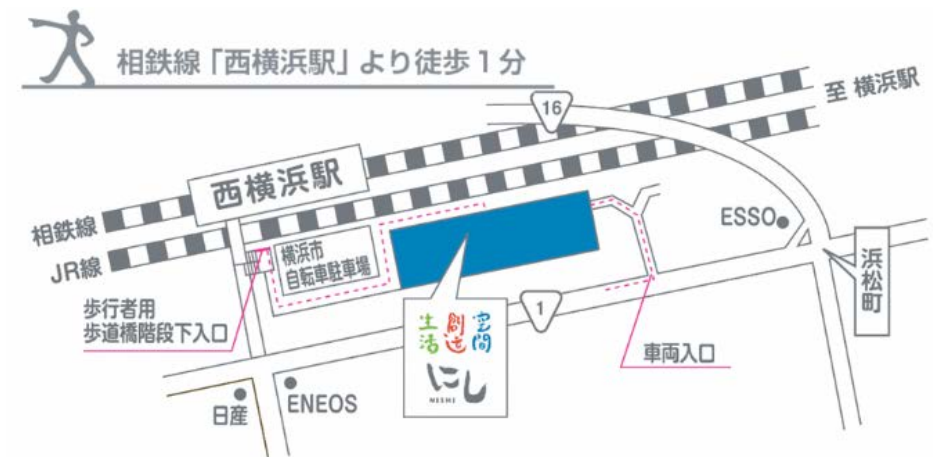 相鉄線「西横浜駅」より徒歩1分
16
至 横浜駅
西横浜駅
相鉄線
JR線
横浜市
自転車駐車場
ESSO
浜松町
歩行者用
歩道橋階段下入口
1
生活
創造
空間
にし
NISHI
車両入口
日産
ENEOS